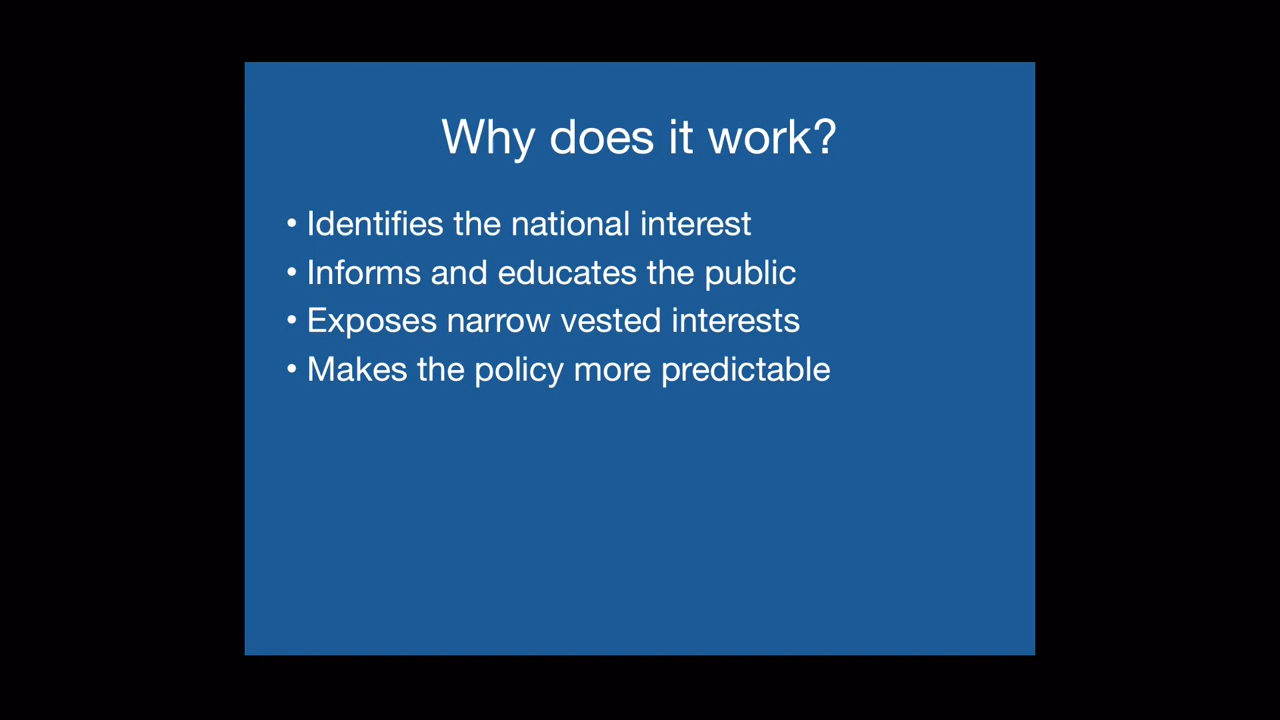 Why does it work?
• Identifies the national interest
• Informs and educates the public
• Exposes narrow vested interests
• Makes the policy more predictable